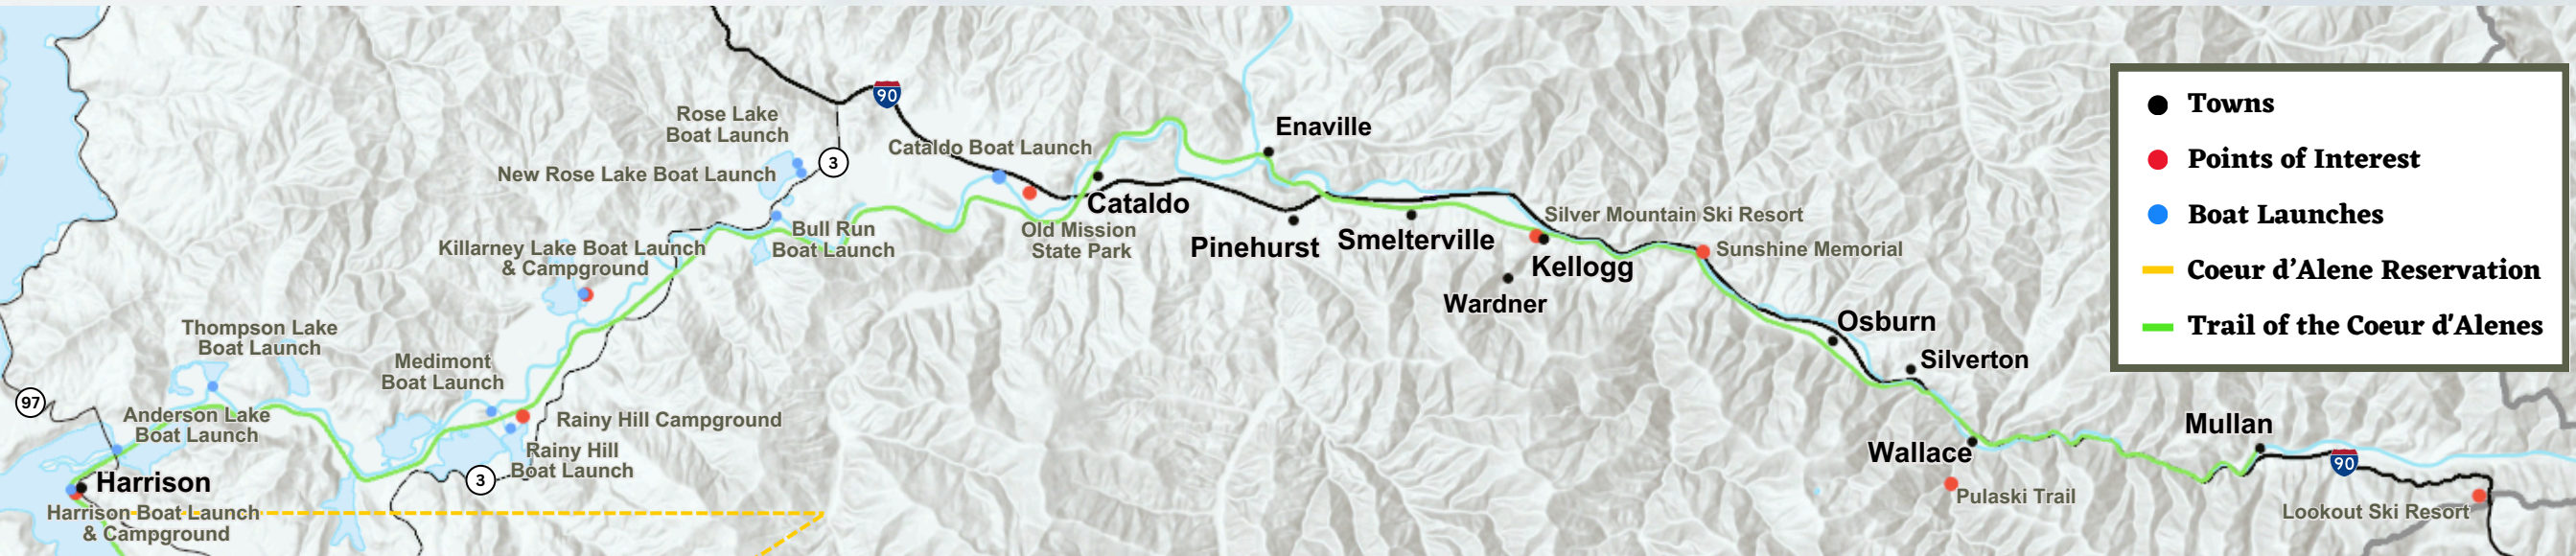 90
Rose Lake
Boat Launch
3
New Rose Lake Boat Launch
Cataldo Boat Launch
Enaville
Cataldo
Bull Run
Boat Launch
Old Mission
State Park
Pinehurst
Smelterville
Silver Mountain Ski Resort
Sunshine Memorial
Kellogg
Wardner
Killarney Lake Boat Launch
& Campground
Thompson Lake
Boat Launch
Medimont
Boat Launch
97
Anderson Lake
Boat Launch
Rainy Hill Campground
Rainy Hill
Boat Launch
3
Harrison
Harrison Boat Launch
& Campground
Osburn
Silverton
Wallace
Pulaski Trail
Mullan
90
Lookout Ski Resort
Towns
Points of Interest
Boat Launches
Coeur d’Alene Reservation
Trail of the Coeur d'Alenes